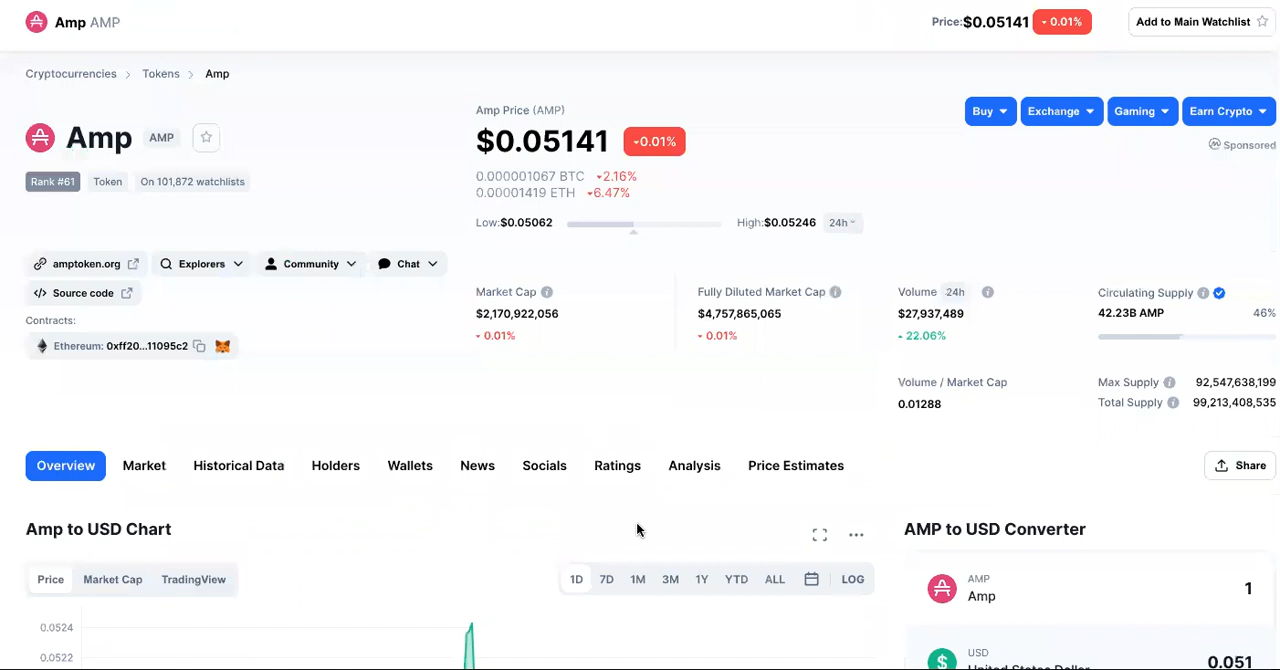 Amp AMP
Price:$0.05141 0.01%
Add to Main Watchlist
Cryptocurrencies Tokens Amp
Amp AMP
Rank #61 Token On 101,872 watchlists
amptoken.org Explorers Community Chat
Source code
Contracts:
Ethereum: 0xff20...11095c2
Amp Price (AMP)
$0.05141 0.01%
0.000001067 BTC 2.16%
0.00001419 ETH 6.47%
Low:$0.05062 High:$0.05246 24h
Buy Exchange Gaming Earn Crypto
Sponsored
Market Cap
$2,170,922,056
0.01%
Fully Diluted Market Cap
$4,757,865,065
0.01%
Volume 24h
$27,937,489
22.06%
Volume / Market Cap
0.01288
Circulating Supply
42.23B AMP 46%
Max Supply 92,547,638,199
Total Supply 99,213,408,535
Overview Market Historical Data Holders Wallets News Socials Ratings Analysis Price Estimates
Share
Amp to USD Chart
Price Market Cap TradingView
1D 7D 1M 3M 1Y YTD ALL LOG
0.0524
0.0522
AMP to USD Converter
AMP
Amp 1
USD
United States Dollar 0.051